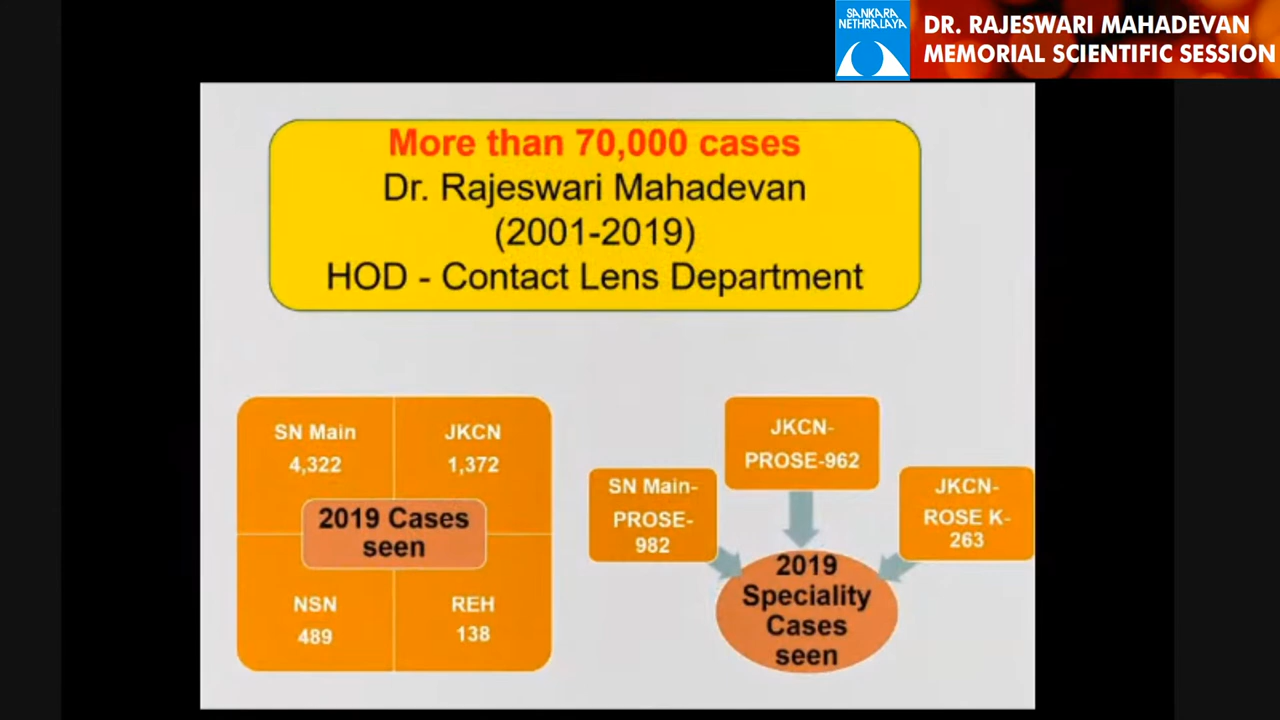 SANKARA
NETHRALAYA
DR. RAJESWARI MAHADEVAN
MEMORIAL SCIENTIFIC SESSION
More than 70,000 cases
Dr. Rajeswari Mahadevan
(2001-2019)
HOD - Contact Lens Department
SN Main
4,322
JKCN
1,372
2019 Cases
seen
NSN
489
REH
138
SN Main-
PROSE-
982
JKCN-
PROSE-962
JKCN-
ROSE K-
263
2019
Speciality
Cases
seen